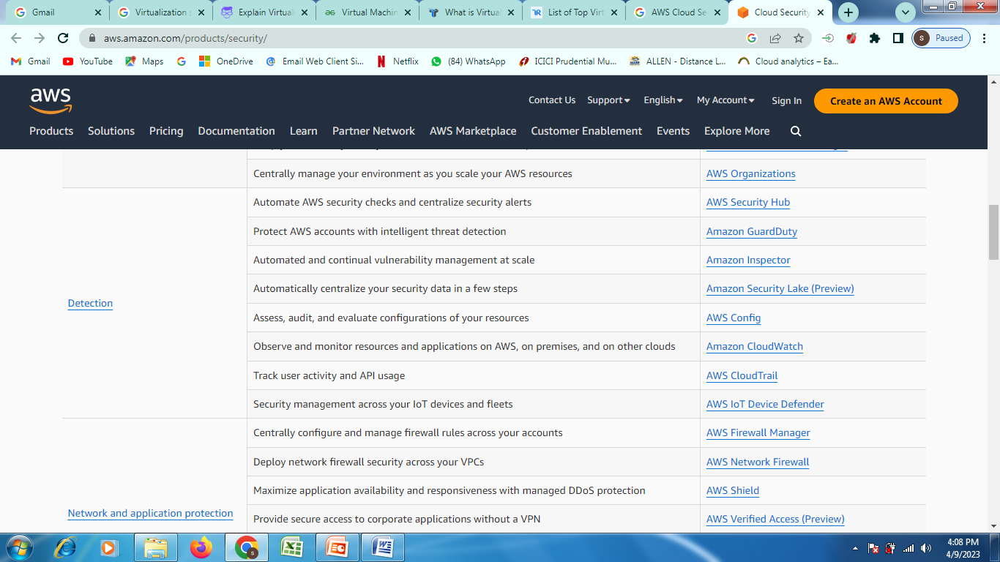 Gmail
Virtualization s
Explain Virtual
Virtual Machin
What is Virtual
List of Top Virt
AWS Cloud Se
Cloud Security
aws.amazon.com/products/security/
S
Paused
Gmail
YouTube
Maps
OneDrive
Email Web Client Si...
Netflix
(84) WhatsApp
ICICI Prudential Mu...
ALLEN - Distance L...
Cloud analytics – Ea...
aws
Contact Us
Support
English
My Account
Sign In
Create an AWS Account
Products
Solutions
Pricing
Documentation
Learn
Partner Network
AWS Marketplace
Customer Enablement
Events
Explore More
Centrally manage your environment as you scale your AWS resources
AWS Organizations
Detection
Automate AWS security checks and centralize security alerts
AWS Security Hub
Protect AWS accounts with intelligent threat detection
Amazon GuardDuty
Automated and continual vulnerability management at scale
Amazon Inspector
Automatically centralize your security data in a few steps
Amazon Security Lake (Preview)
Assess, audit, and evaluate configurations of your resources
AWS Config
Observe and monitor resources and applications on AWS, on premises, and on other clouds
Amazon CloudWatch
Track user activity and API usage
AWS CloudTrail
Security management across your IoT devices and fleets
AWS IoT Device Defender
Network and application protection
Centrally configure and manage firewall rules across your accounts
AWS Firewall Manager
Deploy network firewall security across your VPCs
AWS Network Firewall
Maximize application availability and responsiveness with managed DDoS protection
AWS Shield
Provide secure access to corporate applications without a VPN
AWS Verified Access (Preview)
4:08 PM
4/9/2023